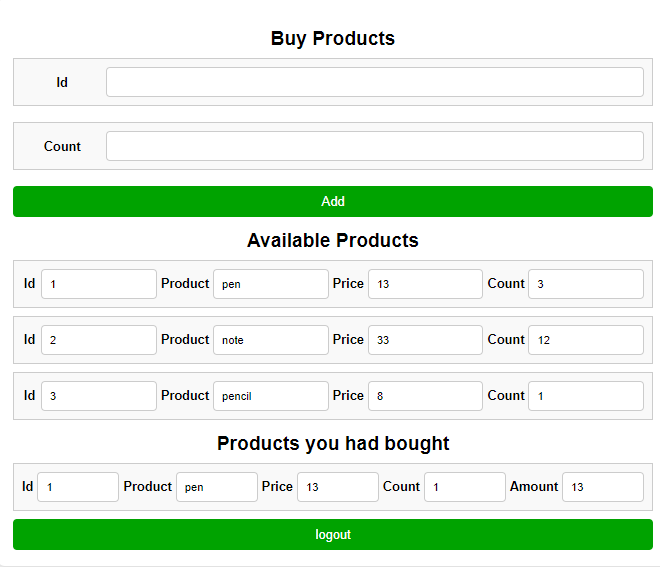 Buy Products
Id
Count
Add
Available Products
Id 1 Product pen Price 13 Count 3
Id 2 Product note Price 33 Count 12
Id 3 Product pencil Price 8 Count 1
Products you had bought
Id 1 Product pen Price 13 Count 1 Amount 13
logout